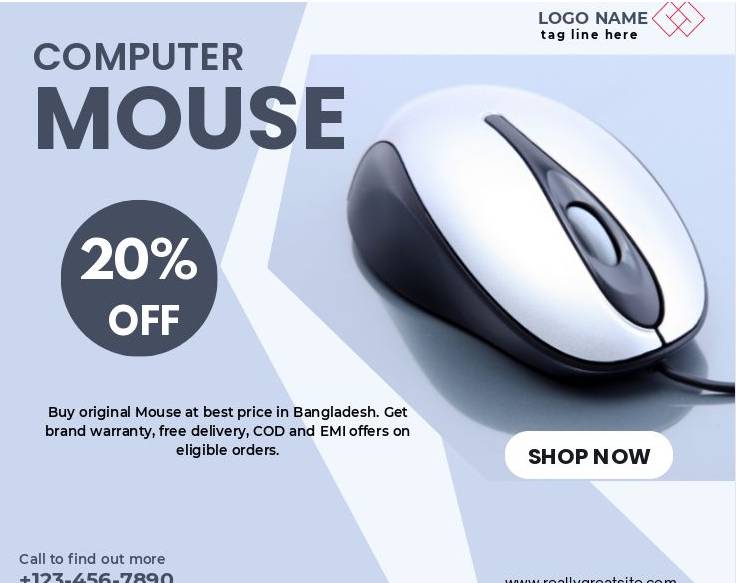 LOGO NAME
tag line here
COMPUTER
MOUSE
20%
OFF
Buy original Mouse at best price in Bangladesh. Get
brand warranty, free delivery, COD and EMI offers on
eligible orders.
SHOP NOW
Call to find out more
+123-456-7890
www.reallygreatsite.com